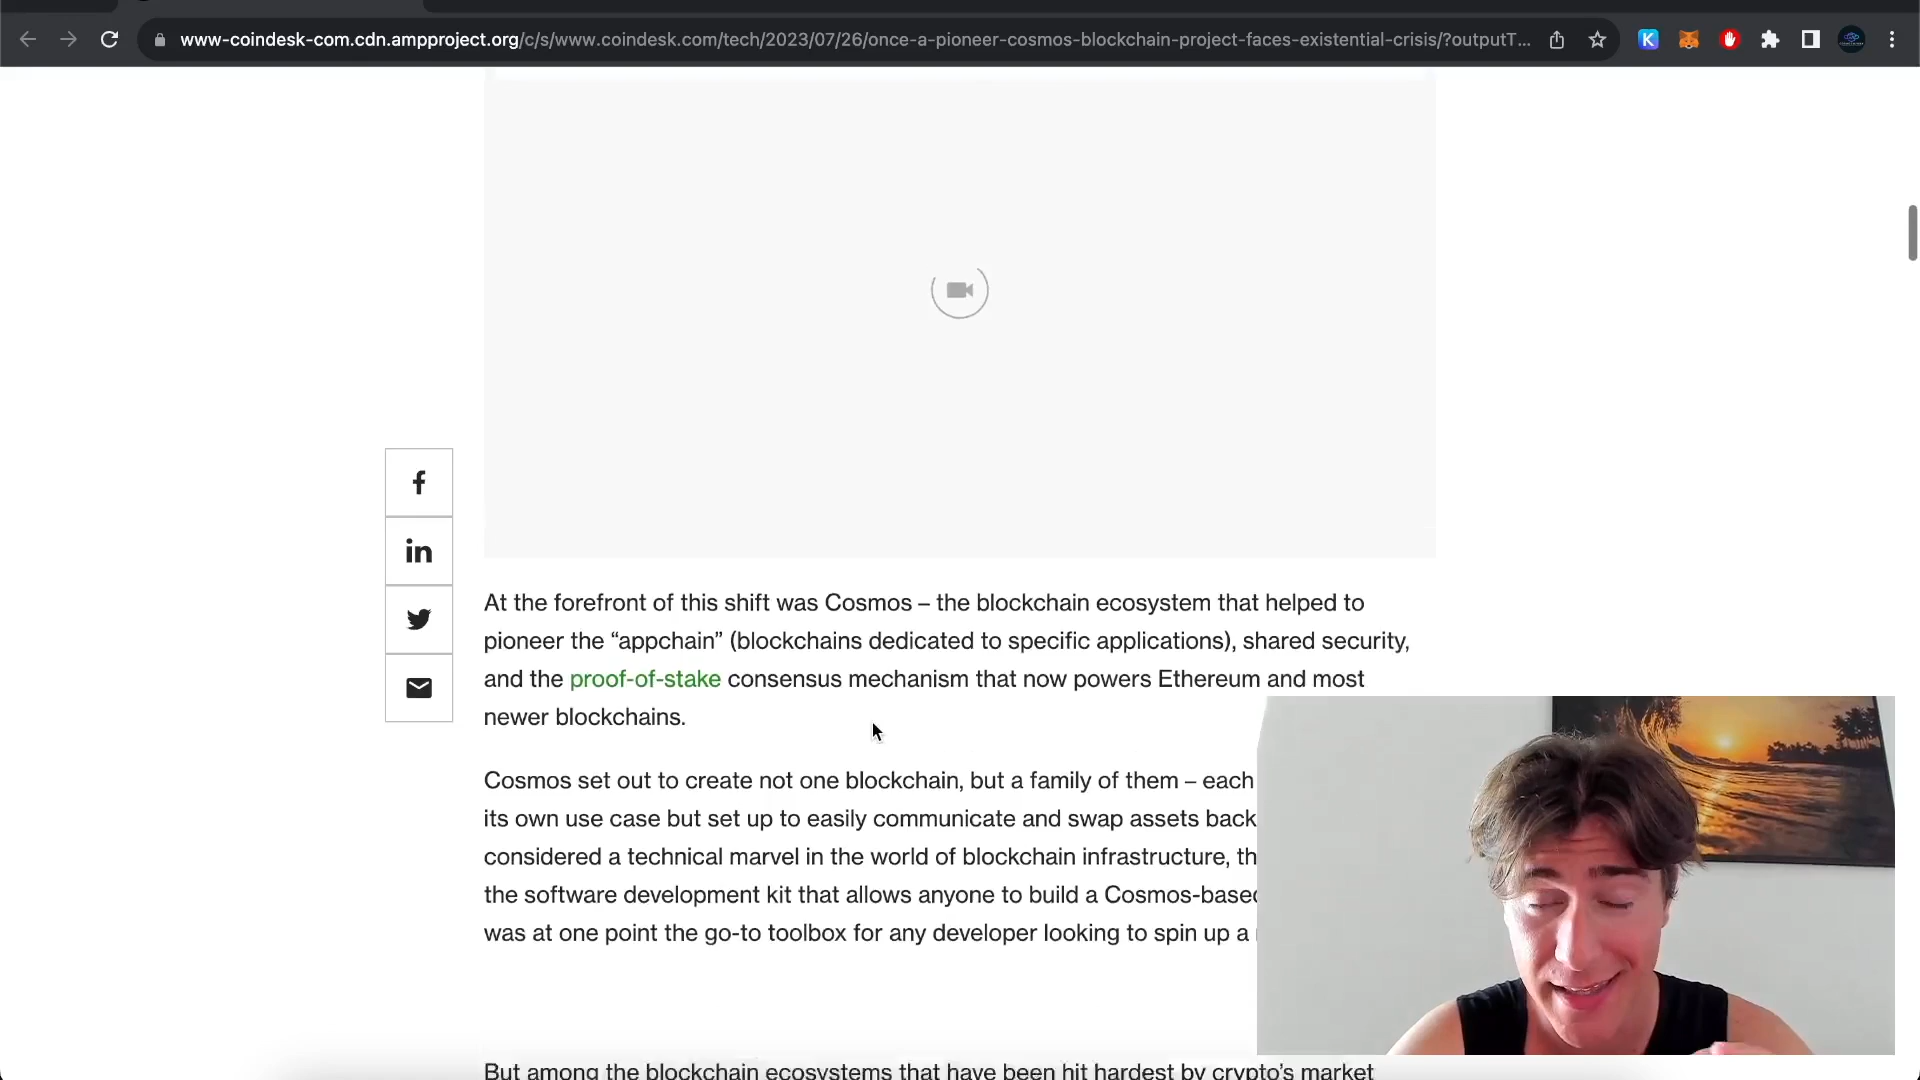 www-coindesk-com.cdn.ampproject.org/c/s/www.coindesk.com/tech/2023/07/26/once-a-pioneer-cosmos-blockchain-project-faces-existential-crisis/?outputT...
At the forefront of this shift was Cosmos – the blockchain ecosystem that helped to
pioneer the “appchain” (blockchains dedicated to specific applications), shared security,
and the proof-of-stake consensus mechanism that now powers Ethereum and most
newer blockchains.
Cosmos set out to create not one blockchain, but a family of them – each
its own use case but set up to easily communicate and swap assets back
considered a technical marvel in the world of blockchain infrastructure, th
the software development kit that allows anyone to build a Cosmos-based
was at one point the go-to toolbox for any developer looking to spin up a
But among the blockchain ecosystems that have been hit hardest by crypto’s market